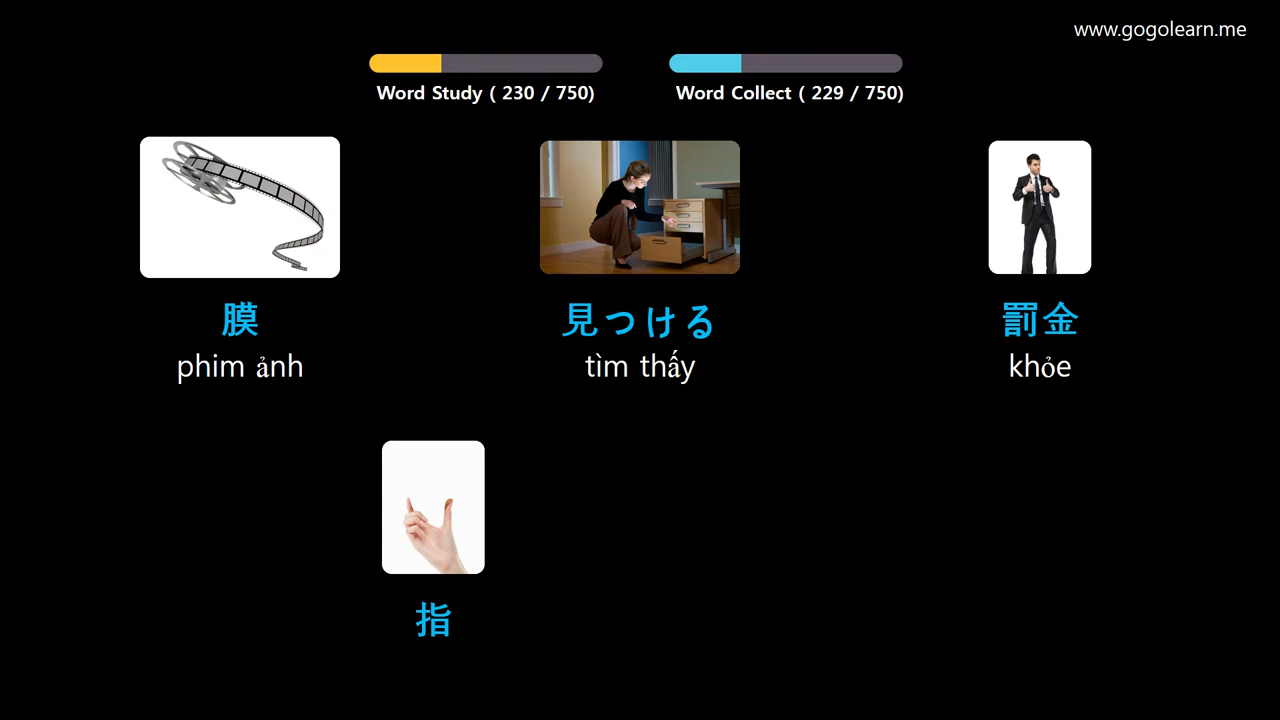 www.gogolearn.me
Word Study ( 230 / 750)
Word Collect ( 229 / 750)
膜
phim ảnh
見つける
tìm thấy
罰金
khỏe
指